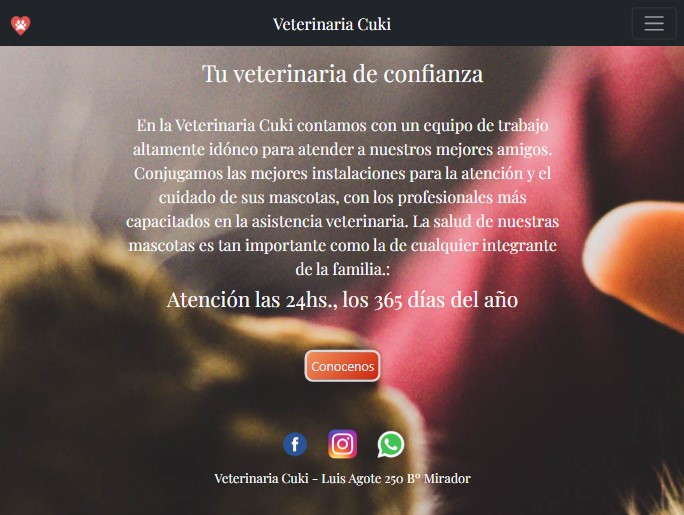 Veterinaria Cuki
Tu veterinaria de confianza
En la Veterinaria Cuki contamos con un equipo de trabajo
altamente idóneo para atender a nuestros mejores amigos.
Conjugamos las mejores instalaciones para la atención y el
cuidado de sus mascotas, con los profesionales más
capacitados en la asistencia veterinaria. La salud de nuestras
mascotas es tan importante como la de cualquier integrante
de la familia.:
Atención las 24hs., los 365 días del año
Conocenos
Veterinaria Cuki - Luis Agote 250 Bº Mirador